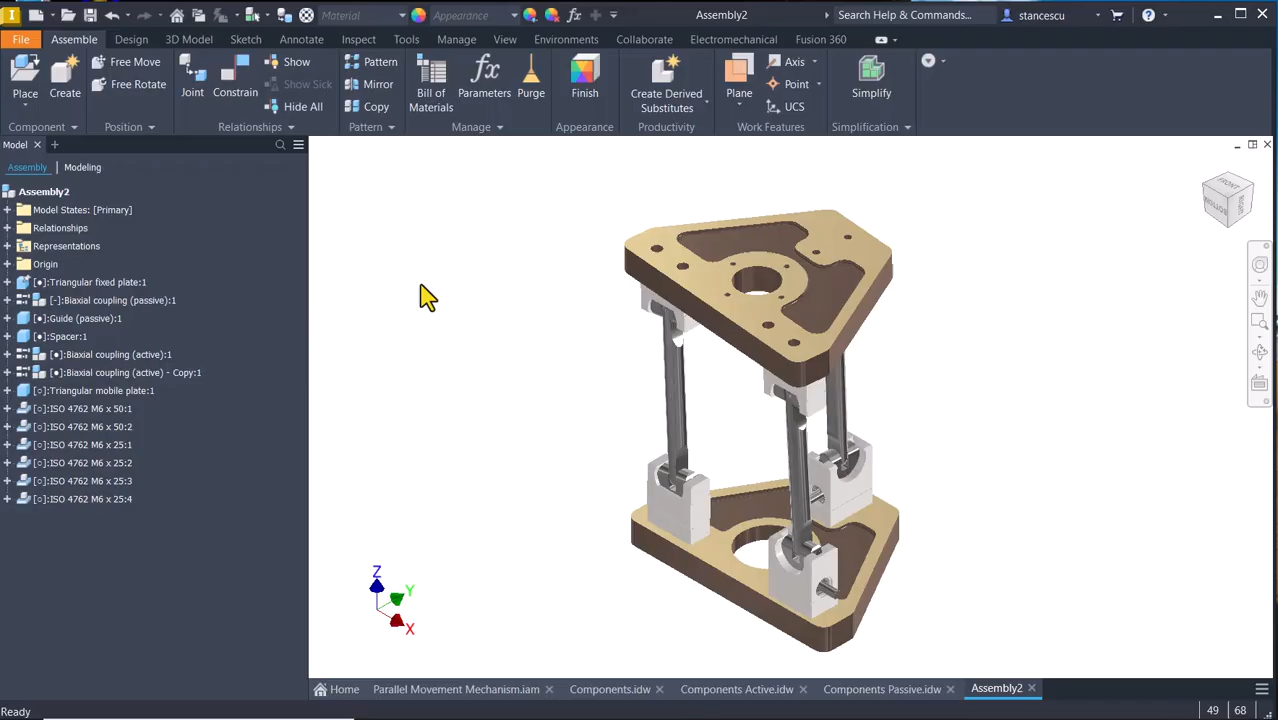 Material Appearance Assembly2 Search Help & Commands... stancescu
File Assemble Design 3D Model Sketch Annotate Inspect Tools Manage View Environments Collaborate Electromechanical Fusion 360
Place Create Free Move Free Rotate Joint Constrain Show Show Sick Hide All Pattern Mirror Copy Bill of Materials Parameters Purge Finish Create Derived Substitutes Plane Axis Point UCS Simplify
Component Position Relationships Pattern Manage Appearance Productivity Work Features Simplification
Model
Assembly Modeling
Assembly2
Model States: [Primary]
Relationships
Representations
Origin
[●]:Triangular fixed plate:1
[-]:Biaxial coupling (passive):1
[●]:Guide (passive):1
[●]:Spacer:1
[●]:Biaxial coupling (active):1
[●]:Biaxial coupling (active) - Copy:1
[○]:Triangular mobile plate:1
[○]:ISO 4762 M6 x 50:1
[○]:ISO 4762 M6 x 50:2
[○]:ISO 4762 M6 x 25:1
[○]:ISO 4762 M6 x 25:2
[○]:ISO 4762 M6 x 25:3
[○]:ISO 4762 M6 x 25:4
FRONT
RIGHT
BOTTOM
Z
Y
X
Home Parallel Movement Mechanism.iam Components.idw Components Active.idw Components Passive.idw Assembly2
Ready 49 68